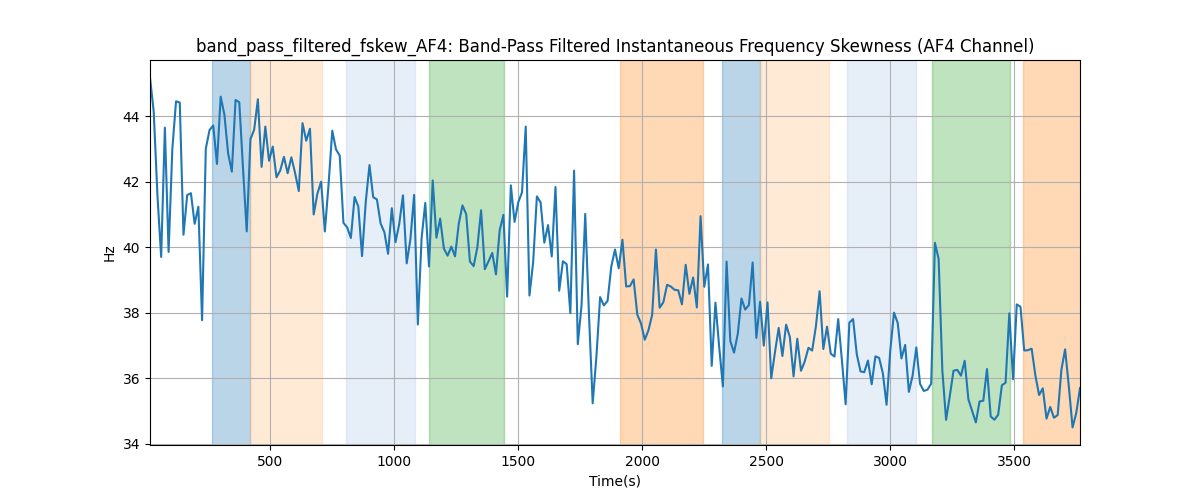 band_pass_filtered_fskew_AF4: Band-Pass Filtered Instantaneous Frequency Skewness (AF4 Channel)
Hz
44
42
40
38
36
34
500 1000 1500 2000 2500 3000 3500
Time(s)